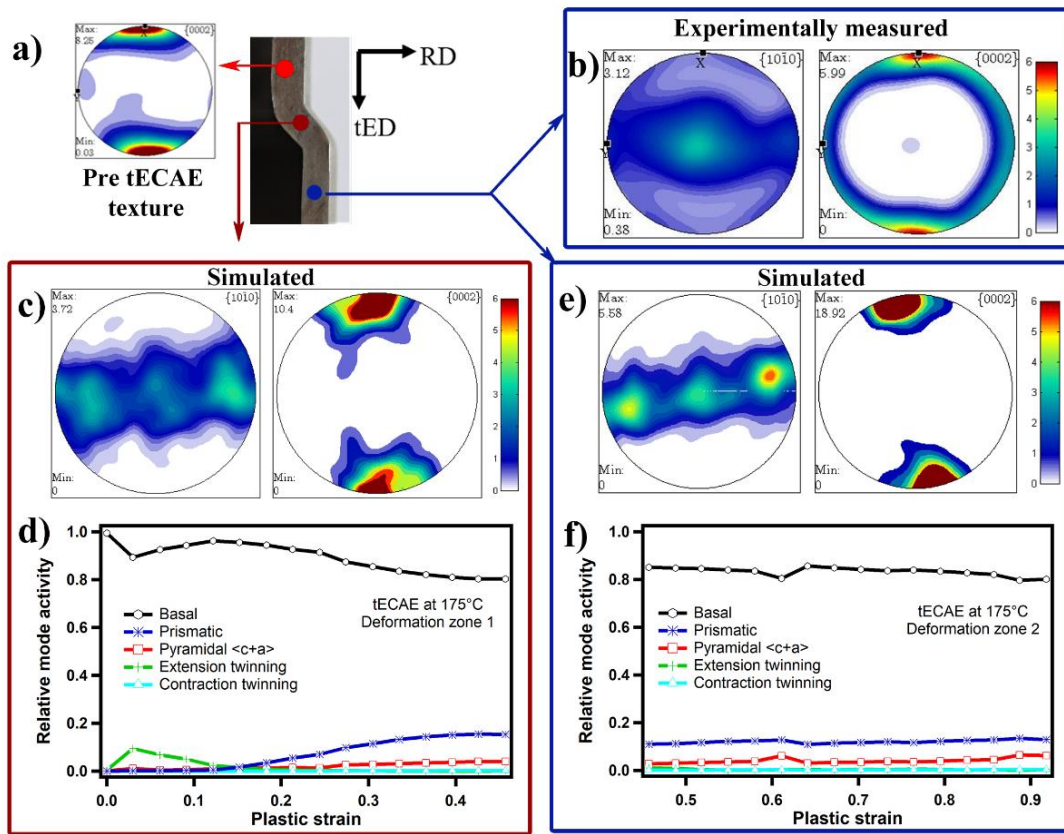 a)
Max:
8.25
{0002}
X
Y
Min:
0.03
Pre tECAE
texture
RD
tED
Experimentally measured
b)
Max:
3.12
{101̄0}
X
Y
Min:
0.38
Max:
5.99
{0002}
X
Y
Min:
0
6
5
4
3
2
1
0
Simulated
c)
Max:
3.72
{101̄0}
Min:
0
Max:
10.4
{0002}
Min:
0
6
5
4
3
2
1
0
d)
Relative mode activity
1.0
0.8
0.6
0.4
0.2
0.0
tECAE at 175°C
Deformation zone 1
Basal
Prismatic
Pyramidal <c+a>
Extension twinning
Contraction twinning
0.0 0.1 0.2 0.3 0.4
Plastic strain
Simulated
e)
Max:
5.58
{101̄0}
Min:
0
Max:
18.92
{0002}
Min:
0
6
5
4
3
2
1
0
f)
Relative mode activity
1.0
0.8
0.6
0.4
0.2
0.0
tECAE at 175°C
Deformation zone 2
Basal
Prismatic
Pyramidal <c+a>
Extension twinning
Contraction twinning
0.5 0.6 0.7 0.8 0.9
Plastic strain